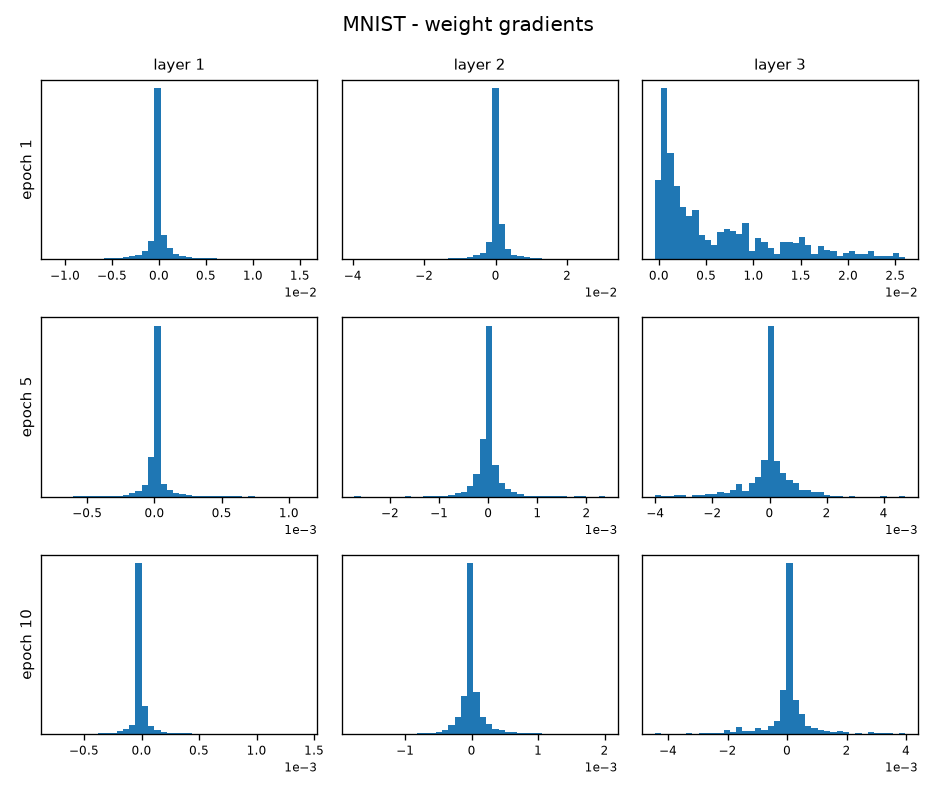 MNIST - weight gradients
layer 1 layer 2 layer 3
epoch 1
−1.0 −0.5 0.0 0.5 1.0 1.5
1e−2
−4 −2 0 2
1e−2
0.0 0.5 1.0 1.5 2.0 2.5
1e−2
epoch 5
−0.5 0.0 0.5 1.0
1e−3
−2 −1 0 1 2
1e−3
−4 −2 0 2 4
1e−3
epoch 10
−0.5 0.0 0.5 1.0 1.5
1e−3
−1 0 1 2
1e−3
−4 −2 0 2 4
1e−3